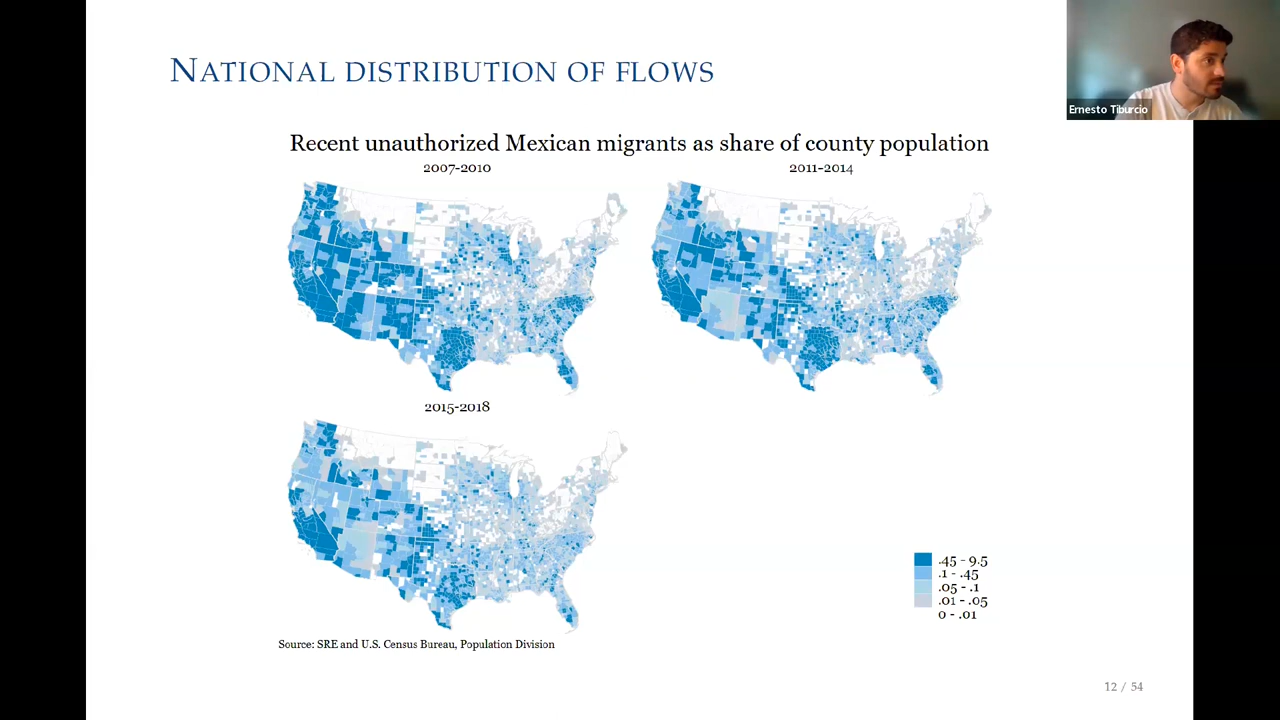 NATIONAL DISTRIBUTION OF FLOWS
Ernesto Tiburcio
Recent unauthorized Mexican migrants as share of county population
2007-2010
2011-2014
2015-2018
.45 - 9.5
.1 - .45
.05 - .1
.01 - .05
0 - .01
Source: SRE and U.S. Census Bureau, Population Division
12 / 54